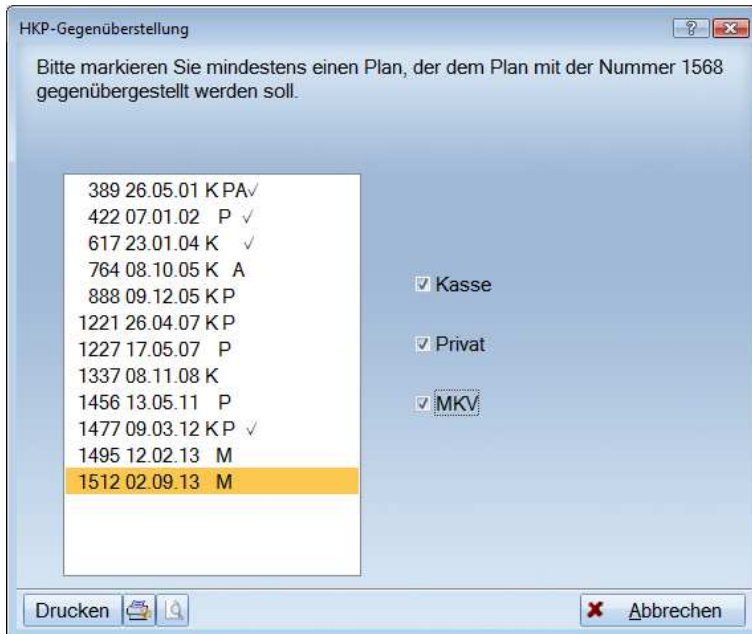 HKP-Gegenüberstellung
Bitte markieren Sie mindestens einen Plan, der dem Plan mit der Nummer 1568
gegenübergestellt werden soll.
389 26.05.01 K PA√
422 07.01.02 P √
617 23.01.04 K √
764 08.10.05 K A
888 09.12.05 K P
1221 26.04.07 K P
1227 17.05.07 P
1337 08.11.08 K
1456 13.05.11 P
1477 09.03.12 K P √
1495 12.02.13 M
1512 02.09.13 M
Kasse
Privat
MKV
Drucken
Abbrechen